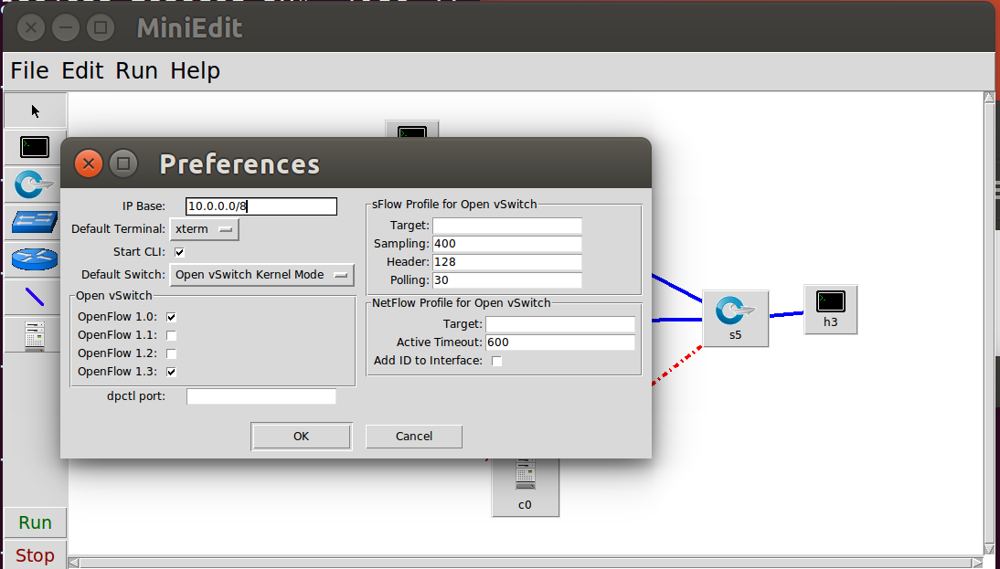 MiniEdit
File Edit Run Help
Preferences
IP Base: 10.0.0.0/8
Default Terminal: xterm
Start CLI:
Default Switch: Open vSwitch Kernel Mode
Open vSwitch
OpenFlow 1.0:
OpenFlow 1.1:
OpenFlow 1.2:
OpenFlow 1.3:
dpctl port:
sFlow Profile for Open vSwitch
Target:
Sampling: 400
Header: 128
Polling: 30
NetFlow Profile for Open vSwitch
Target:
Active Timeout: 600
Add ID to Interface:
OK
Cancel
s5
h3
c0
Run
Stop